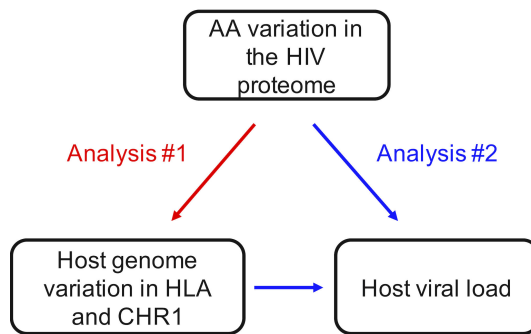 AA variation in
the HIV
proteome
Analysis #1
Analysis #2
Host genome
variation in HLA
and CHR1
Host viral load